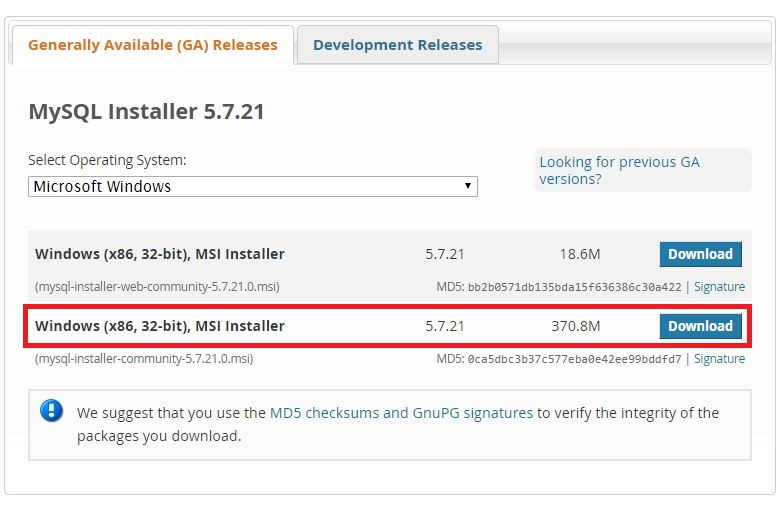 Generally Available (GA) Releases
Development Releases
MySQL Installer 5.7.21
Select Operating System:
Microsoft Windows
Looking for previous GA
versions?
Windows (x86, 32-bit), MSI Installer 5.7.21 18.6M Download
(mysql-installer-web-community-5.7.21.0.msi) MD5: bb2b0571db135bda15f636386c30a422 | Signature
Windows (x86, 32-bit), MSI Installer 5.7.21 370.8M Download
(mysql-installer-community-5.7.21.0.msi) MD5: 0ca5dbc3b37c577eba0e42ee99bddfd7 | Signature
We suggest that you use the MD5 checksums and GnuPG signatures to verify the integrity of the
packages you download.